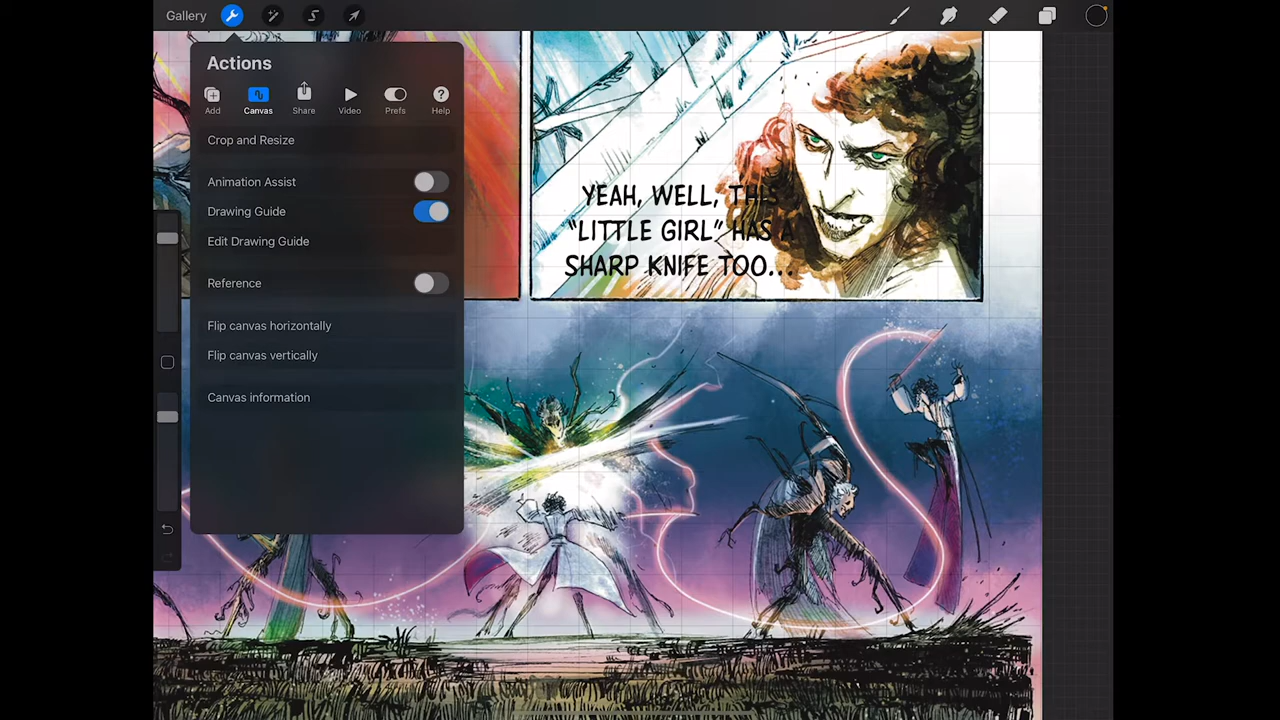 Gallery
Actions
Add Canvas Share Video Prefs Help
Crop and Resize
Animation Assist
Drawing Guide
Edit Drawing Guide
Reference
Flip canvas horizontally
Flip canvas vertically
Canvas information
YEAH, WELL, THIS
“LITTLE GIRL” HAS A
SHARP KNIFE TOO...